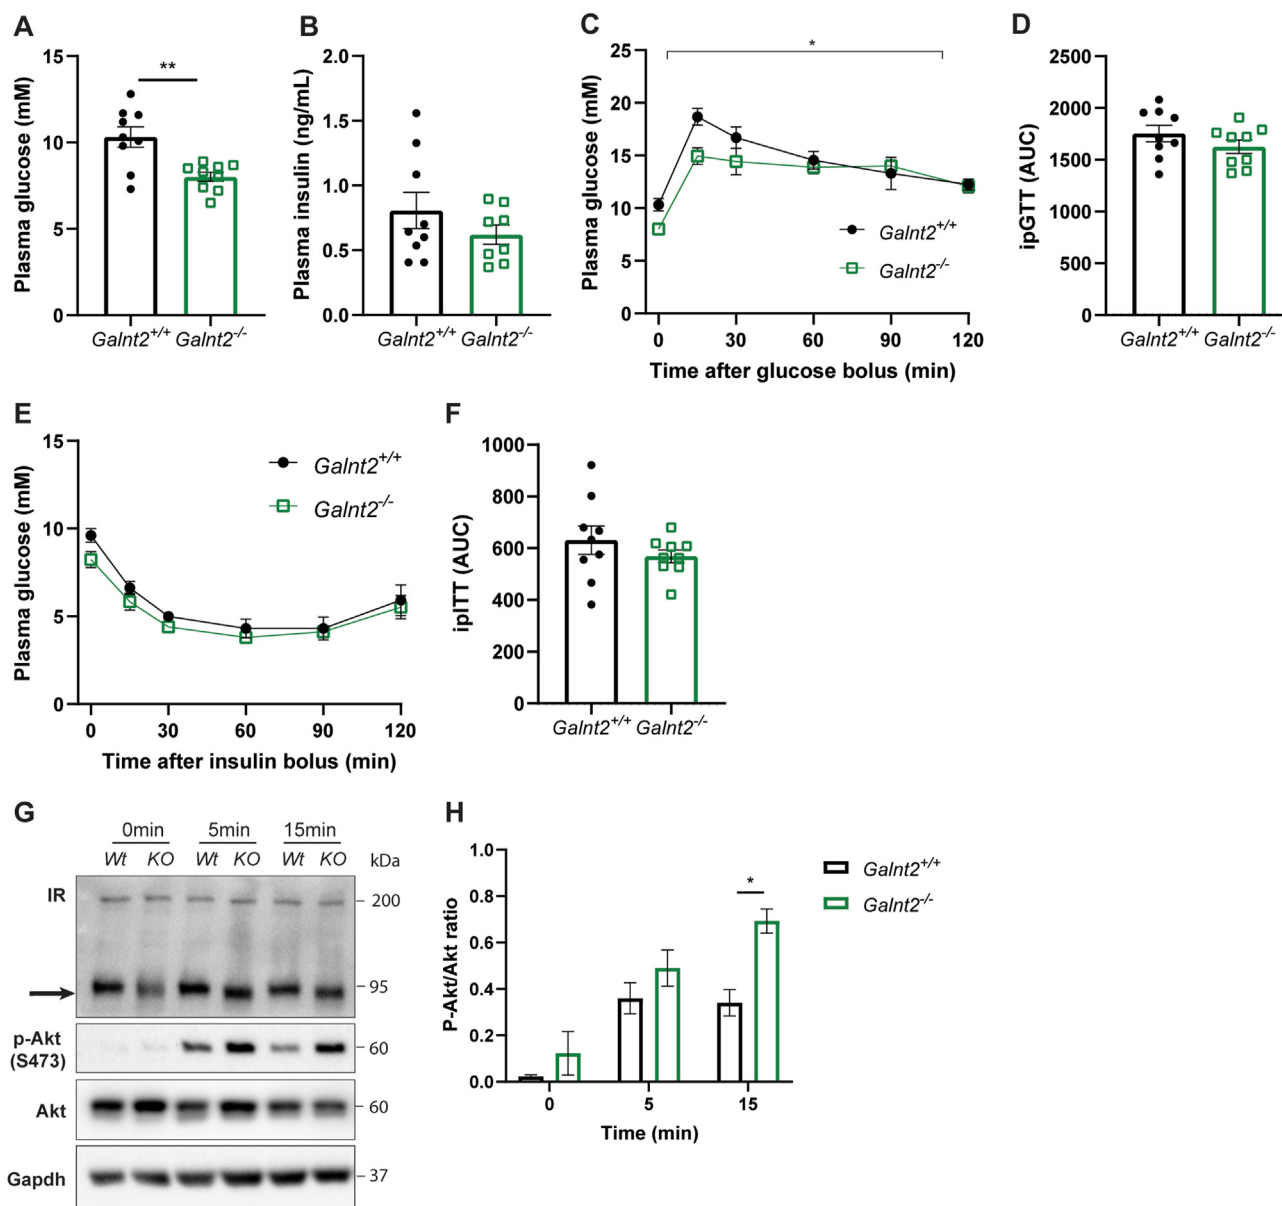 A
15
10
5
0
Plasma glucose (mM)
**
Galnt2+/+ Galnt2-/-
B
2.0
1.5
1.0
0.5
0.0
Plasma insulin (ng/mL)
Galnt2+/+ Galnt2-/-
C
25
20
15
10
5
0
Plasma glucose (mM)
*
Galnt2+/+
Galnt2-/-
0 30 60 90 120
Time after glucose bolus (min)
D
2500
2000
1500
1000
500
0
ipGTT (AUC)
Galnt2+/+ Galnt2-/-
E
15
10
5
0
Plasma glucose (mM)
Galnt2+/+
Galnt2-/-
0 30 60 90 120
Time after insulin bolus (min)
F
1000
800
600
400
200
0
ipITT (AUC)
Galnt2+/+ Galnt2-/-
G
0min 5min 15min
Wt KO Wt KO Wt KO kDa
IR
200
95
p-Akt
(S473)
60
Akt
60
Gapdh
37
H
1.0
0.8
0.6
0.4
0.2
0.0
P-Akt/Akt ratio
*
Galnt2+/+
Galnt2-/-
0 5 15
Time (min)